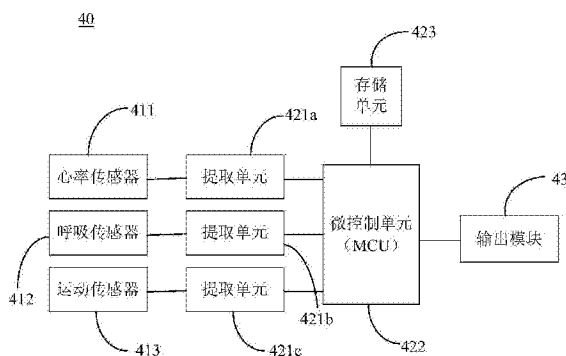 40
423
存储
单元
411
421a
心率传感器
提取单元
43
呼吸传感器
提取单元
微控制单元
（MCU）
输出模块
412
421b
运动传感器
提取单元
413
421c
422